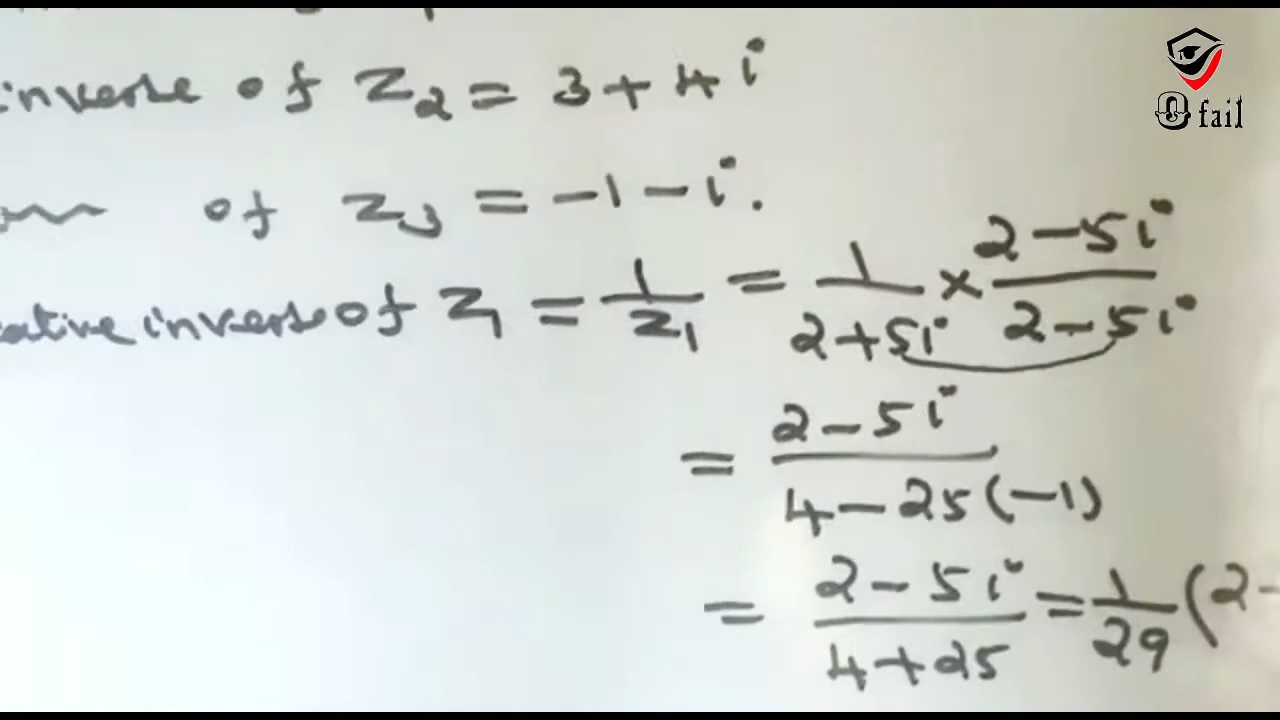 inverse of Z₂ = 3 + 4i
of Z₃ = -1 - i.
ative inverse of Z₁ = 1/Z₁ = 1/(2+5i) × (2-5i)/(2-5i)
= (2-5i)/(4-25(-1))
= (2-5i)/(4+25) = 1/29 (2-
0 fail